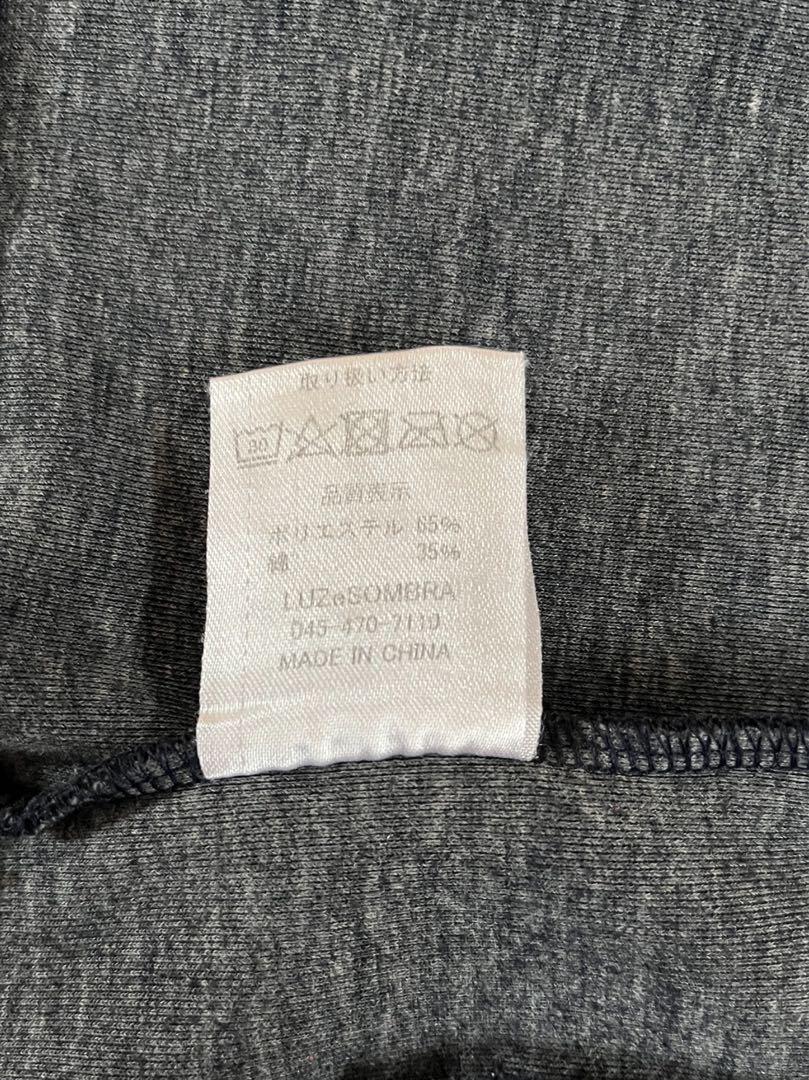 取り扱い方法
30
品質表示
ポリエステル 65%
綿 35%
LUZeSOMBRA
045-470-7110
MADE IN CHINA